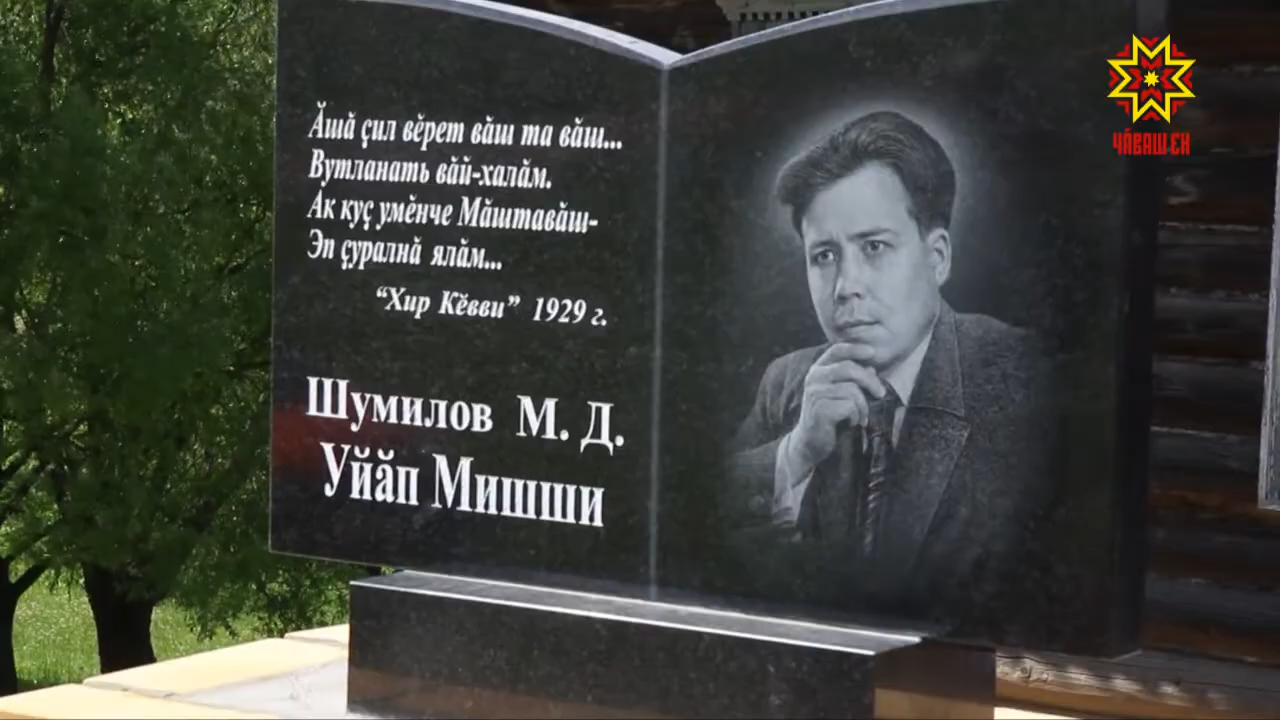 Ӑшӑ ҫил вӗрет вӑш та вӑш...
Вутланать вӑй-халӑм.
Ак куҫ умӗнче Мӑштавӑш-
Эп ҫуралнӑ ялӑм...
“Хир Кӗвви” 1929 г.
Шумилов М. Д.
Уйӑп Мишши
ЧӐВАШ ЕН